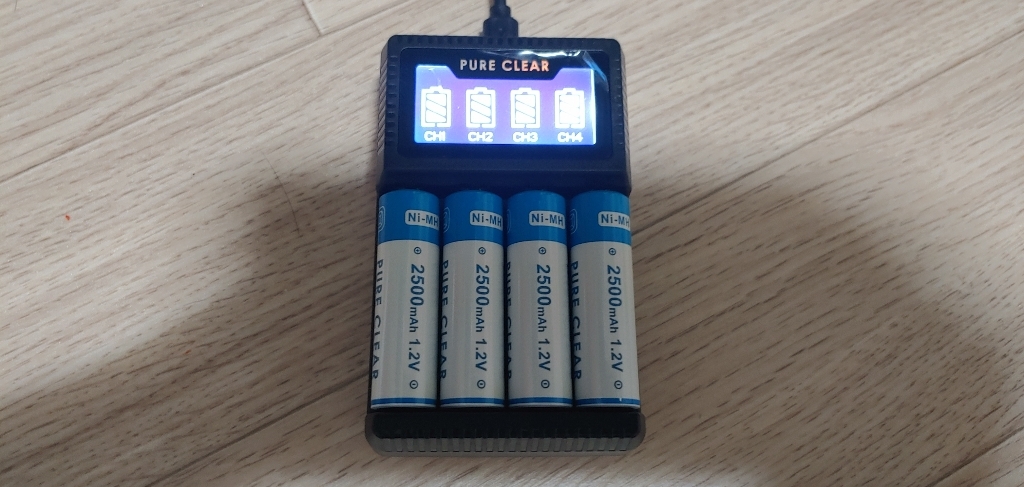 PURE CLEAR
CH1 CH2 CH3 CH4
Ni-MH
2500mAh 1.2V
PURE CLEAR
Ni-MH
2500mAh 1.2V
PURE CLEAR
Ni-MH
2500mAh 1.2V
PURE CLEAR
Ni-MH
2500mAh 1.2V
PURE CLEAR